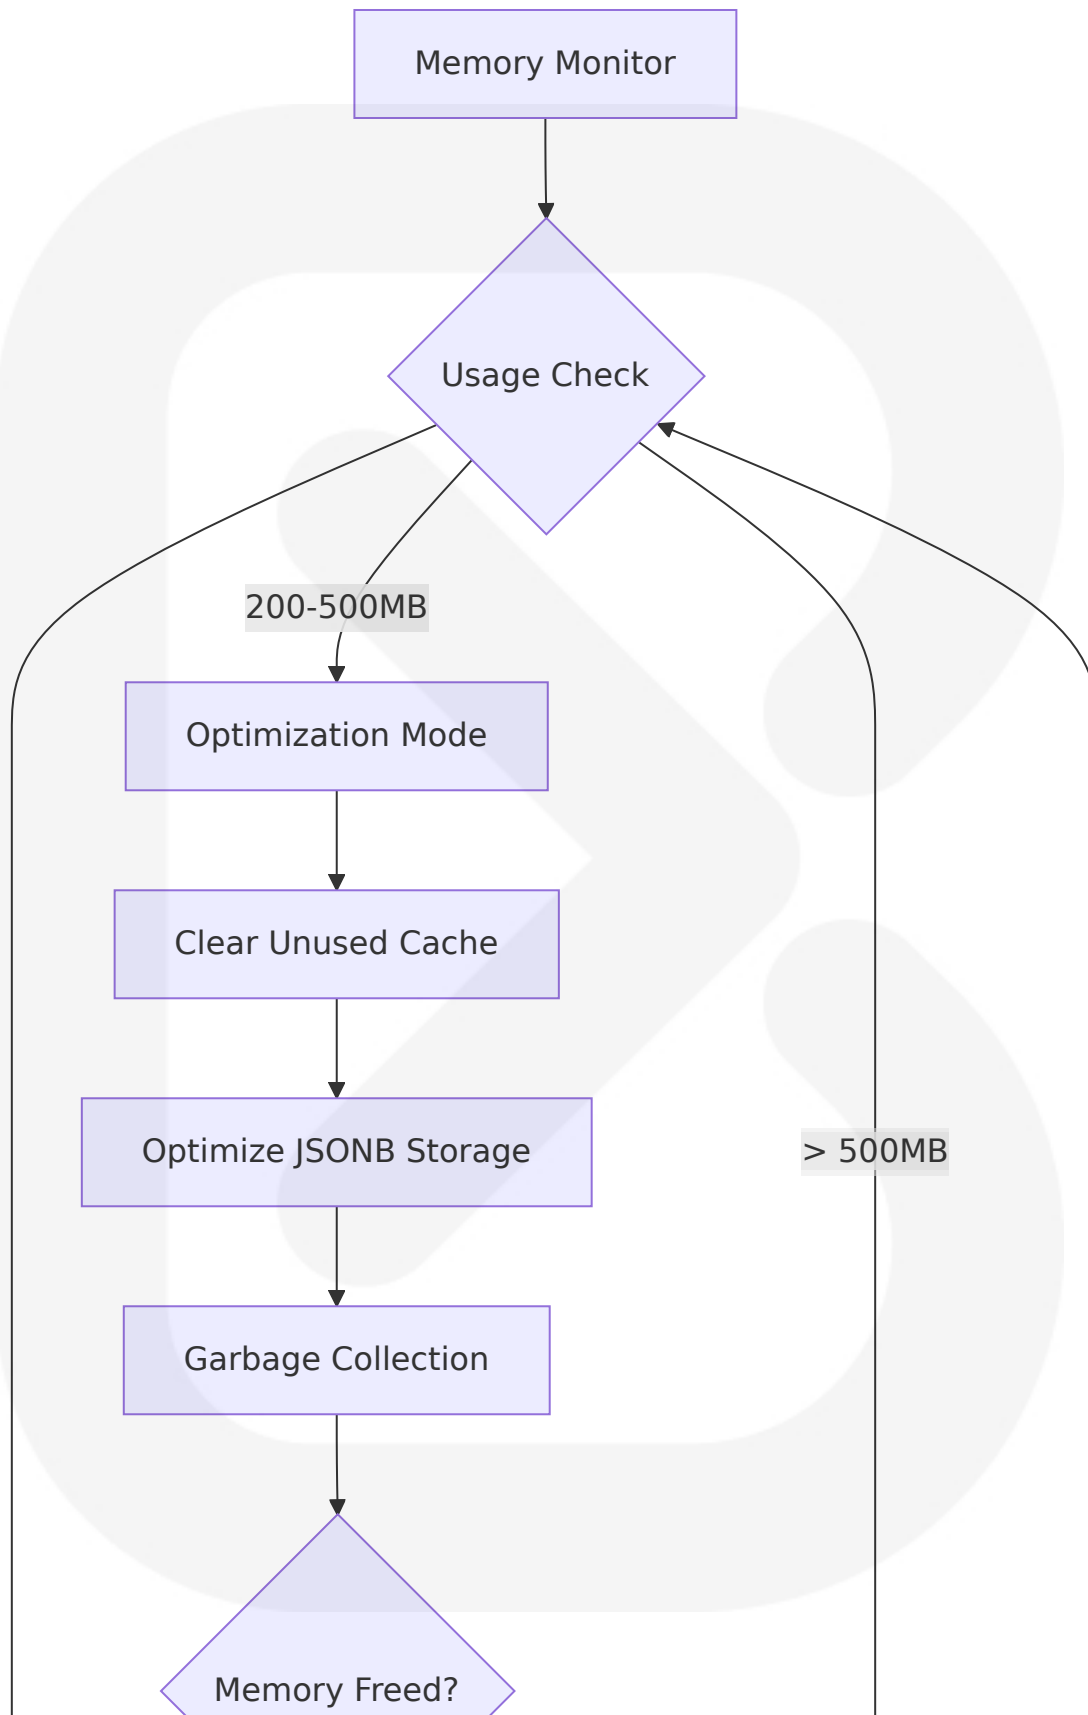 Memory Monitor
Usage Check
200-500MB
Optimization Mode
Clear Unused Cache
Optimize JSONB Storage
> 500MB
Garbage Collection
Memory Freed?